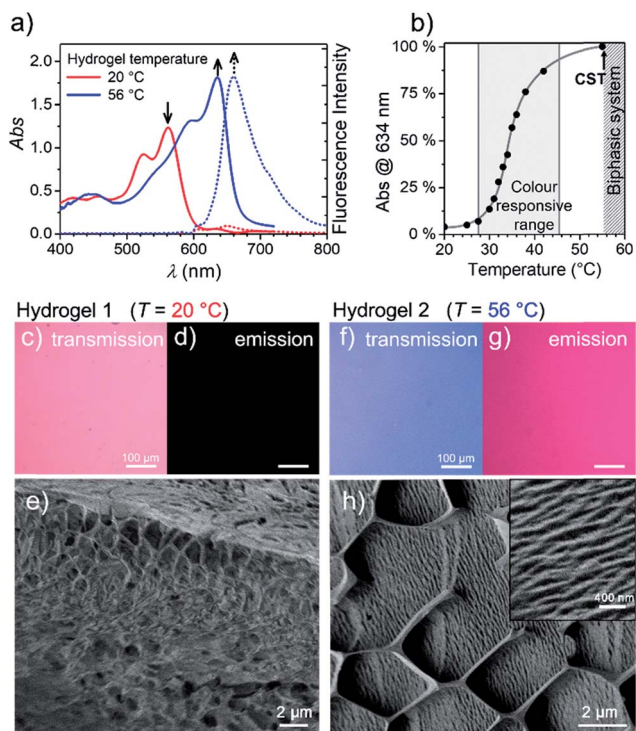 a)
Hydrogel temperature
20 °C
56 °C
Abs
2.0
1.5
1.0
0.5
0.0
400 500 600 700 800
λ (nm)
Fluorescence Intensity
b)
Abs @ 634 nm
100 %
75 %
50 %
25 %
0 %
CST
Biphasic system
Colour
responsive
range
20 30 40 50 60
Temperature (°C)
Hydrogel 1 (T = 20 °C)
c) transmission
100 µm
d) emission
Hydrogel 2 (T = 56 °C)
f) transmission
100 µm
g) emission
e)
2 µm
h)
400 nm
2 µm